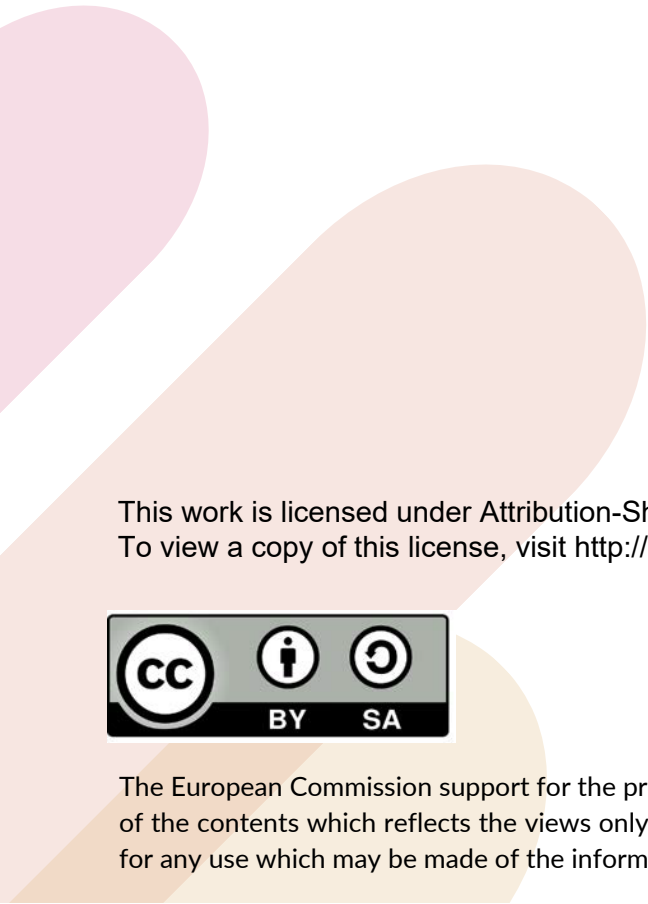 This work is licensed under Attribution-Sh
To view a copy of this license, visit http://
cc
BY SA
The European Commission support for the pr
of the contents which reflects the views only
for any use which may be made of the inform